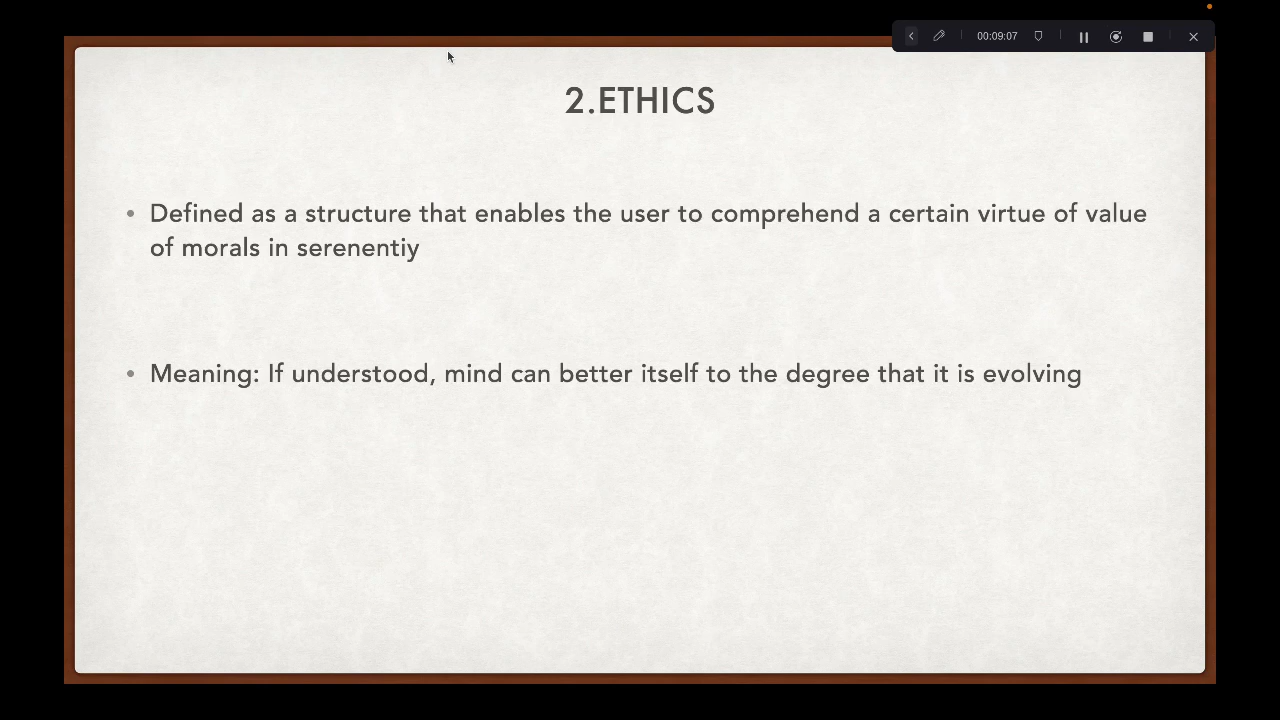 00:09:07
2.ETHICS
• Defined as a structure that enables the user to comprehend a certain virtue of value
of morals in serenentiy
• Meaning: If understood, mind can better itself to the degree that it is evolving